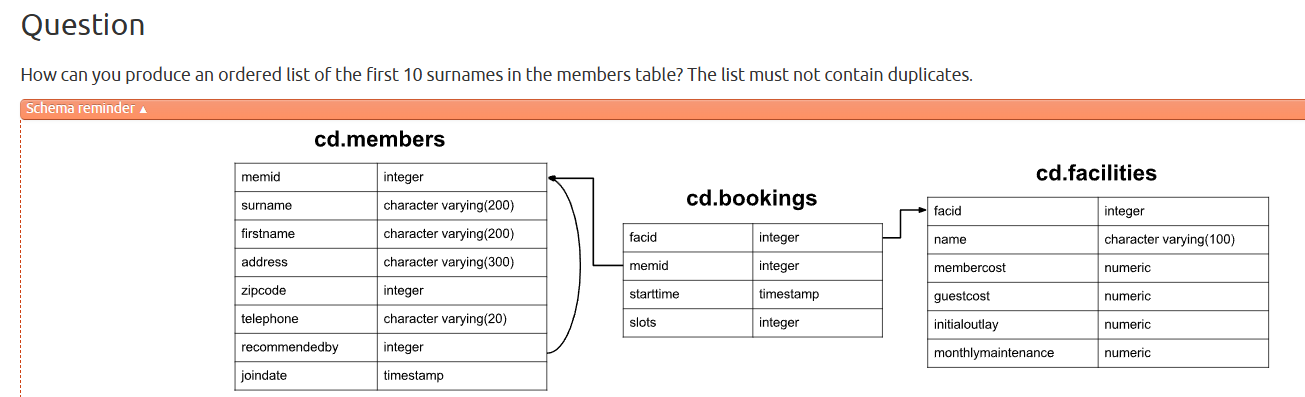 Question
How can you produce an ordered list of the first 10 surnames in the members table? The list must not contain duplicates.
Schema reminder ▲
cd.members
memid integer
surname character varying(200)
firstname character varying(200)
address character varying(300)
zipcode integer
telephone character varying(20)
recommendedby integer
joindate timestamp
cd.bookings
facid integer
memid integer
starttime timestamp
slots integer
cd.facilities
facid integer
name character varying(100)
membercost numeric
guestcost numeric
initialoutlay numeric
monthlymaintenance numeric